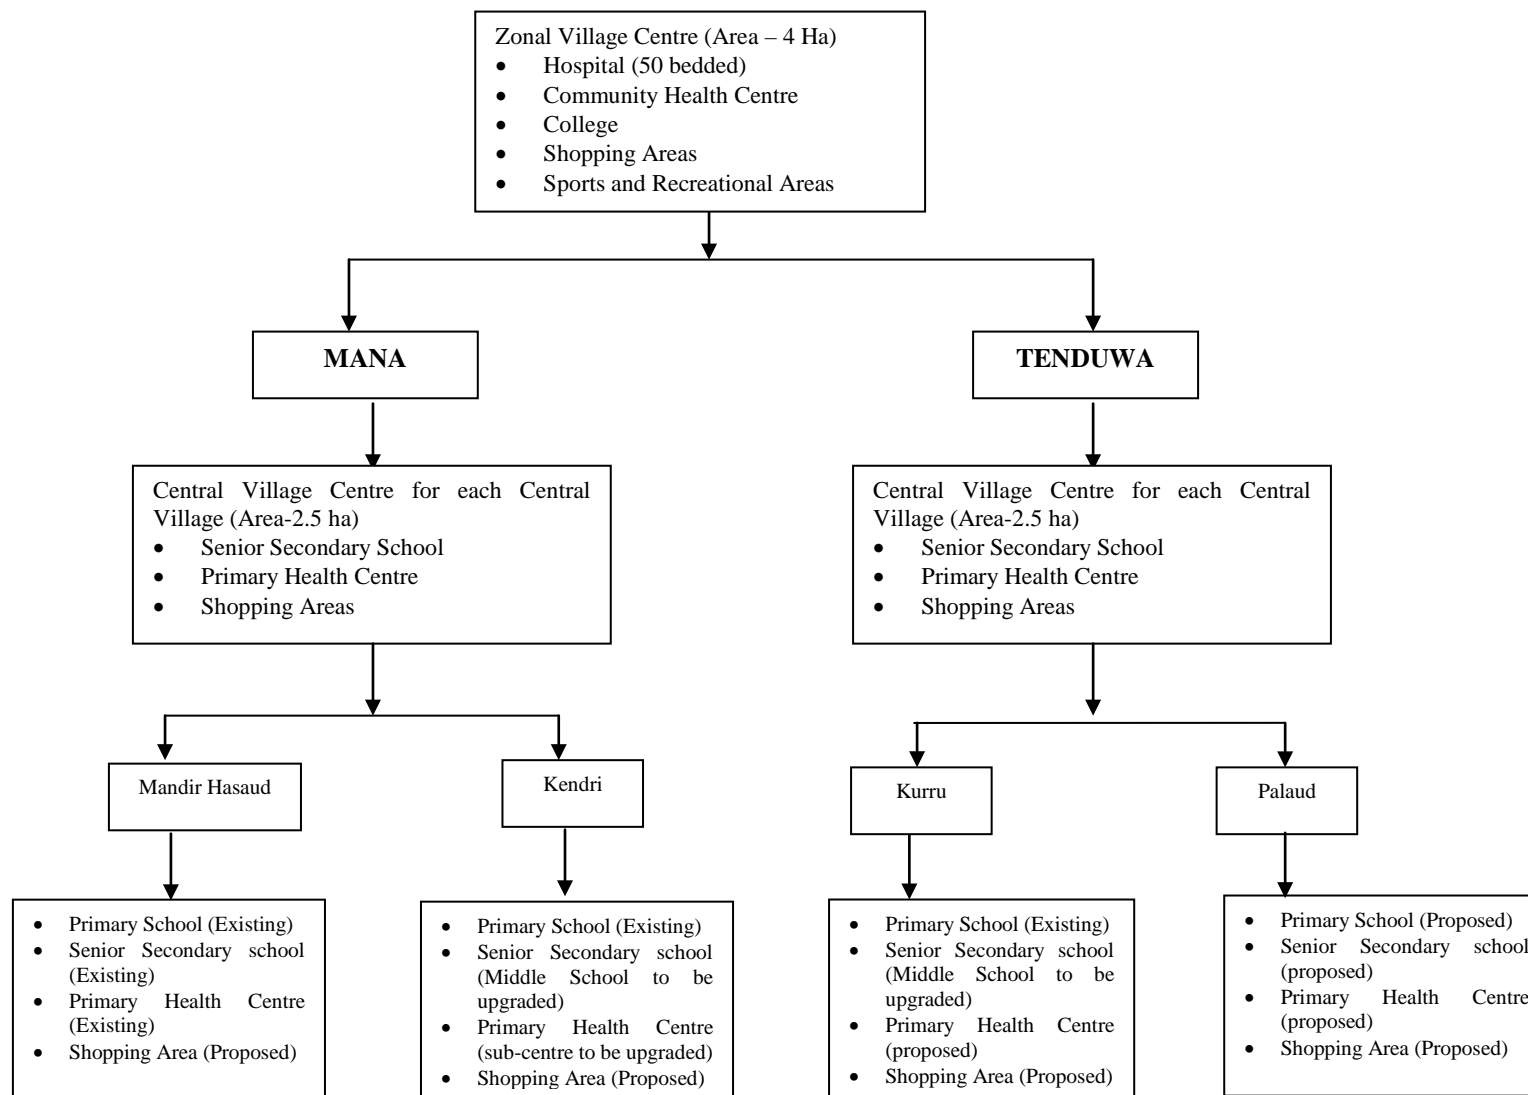 Zonal Village Centre (Area – 4 Ha)
• Hospital (50 bedded)
• Community Health Centre
• College
• Shopping Areas
• Sports and Recreational Areas
MANA
TENDUWA
Central Village Centre for each Central
Village (Area-2.5 ha)
• Senior Secondary School
• Primary Health Centre
• Shopping Areas
Central Village Centre for each Central
Village (Area-2.5 ha)
• Senior Secondary School
• Primary Health Centre
• Shopping Areas
Mandir Hasaud
Kendri
Kurru
Palaud
• Primary School (Existing)
• Senior Secondary school
(Existing)
• Primary Health Centre
(Existing)
• Shopping Area (Proposed)
• Primary School (Existing)
• Senior Secondary school
(Middle School to be
upgraded)
• Primary Health Centre
(sub-centre to be upgraded)
• Shopping Area (Proposed)
• Primary School (Existing)
• Senior Secondary school
(Middle School to be
upgraded)
• Primary Health Centre
(proposed)
• Shopping Area (Proposed)
• Primary School (Proposed)
• Senior Secondary school
(proposed)
• Primary Health Centre
(proposed)
• Shopping Area (Proposed)